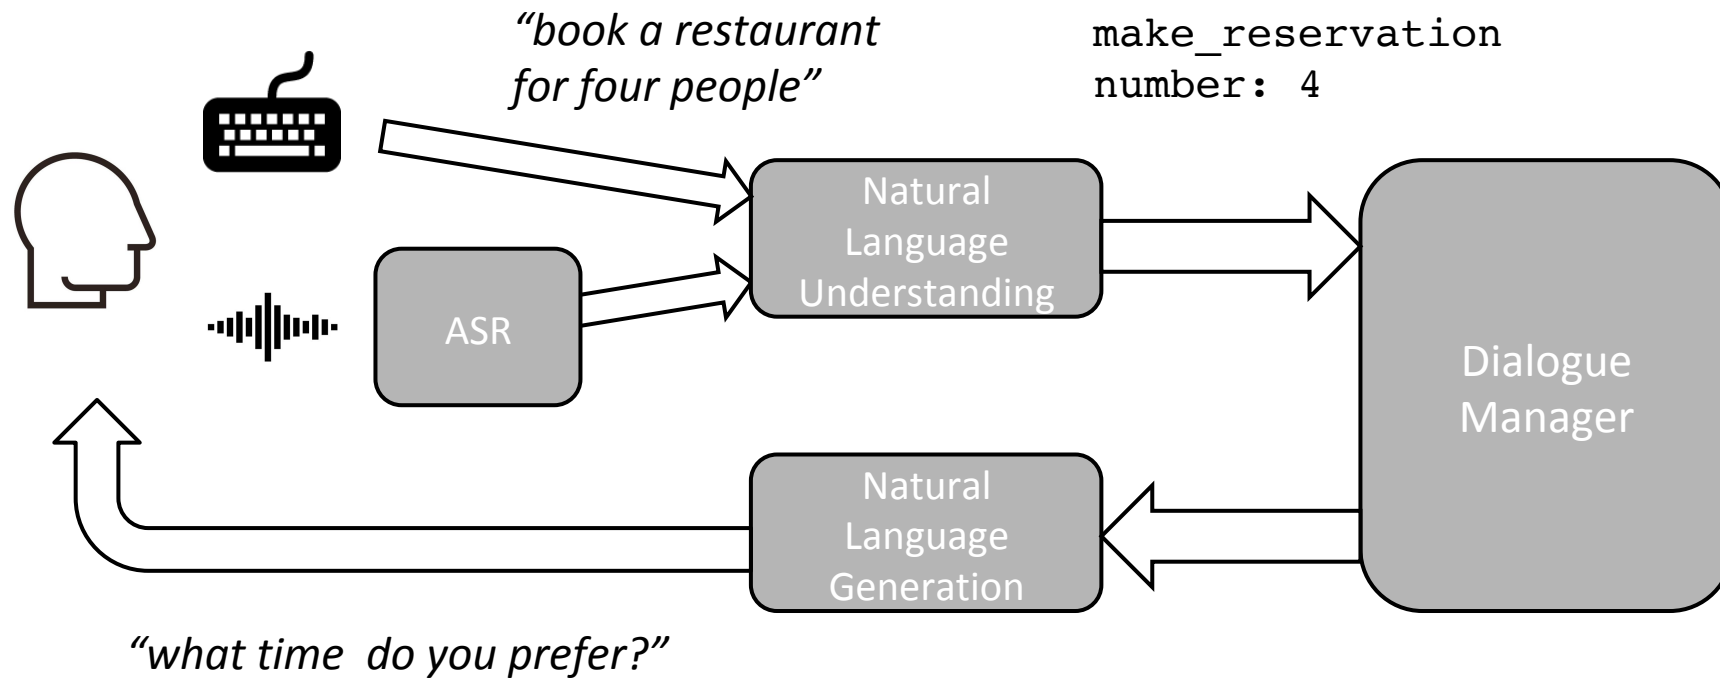 “book a restaurant
for four people”
make_reservation
number: 4
Natural
Language
Understanding
ASR
Dialogue
Manager
Natural
Language
Generation
“what time  do you prefer?”